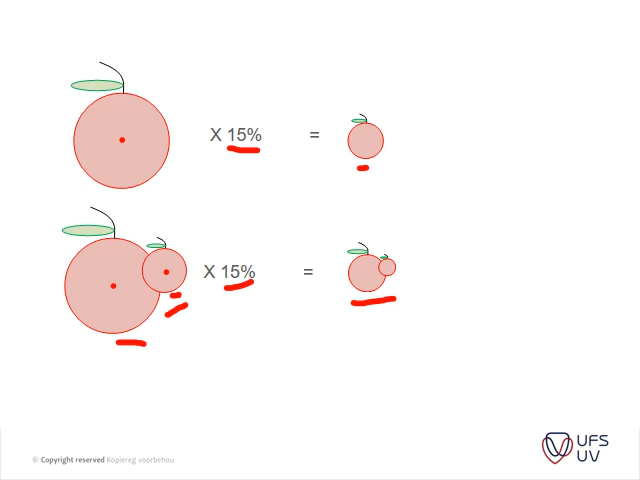 X 15% =
X 15% =
© Copyright reserved Kopiereg voorbehou
UFS
UV